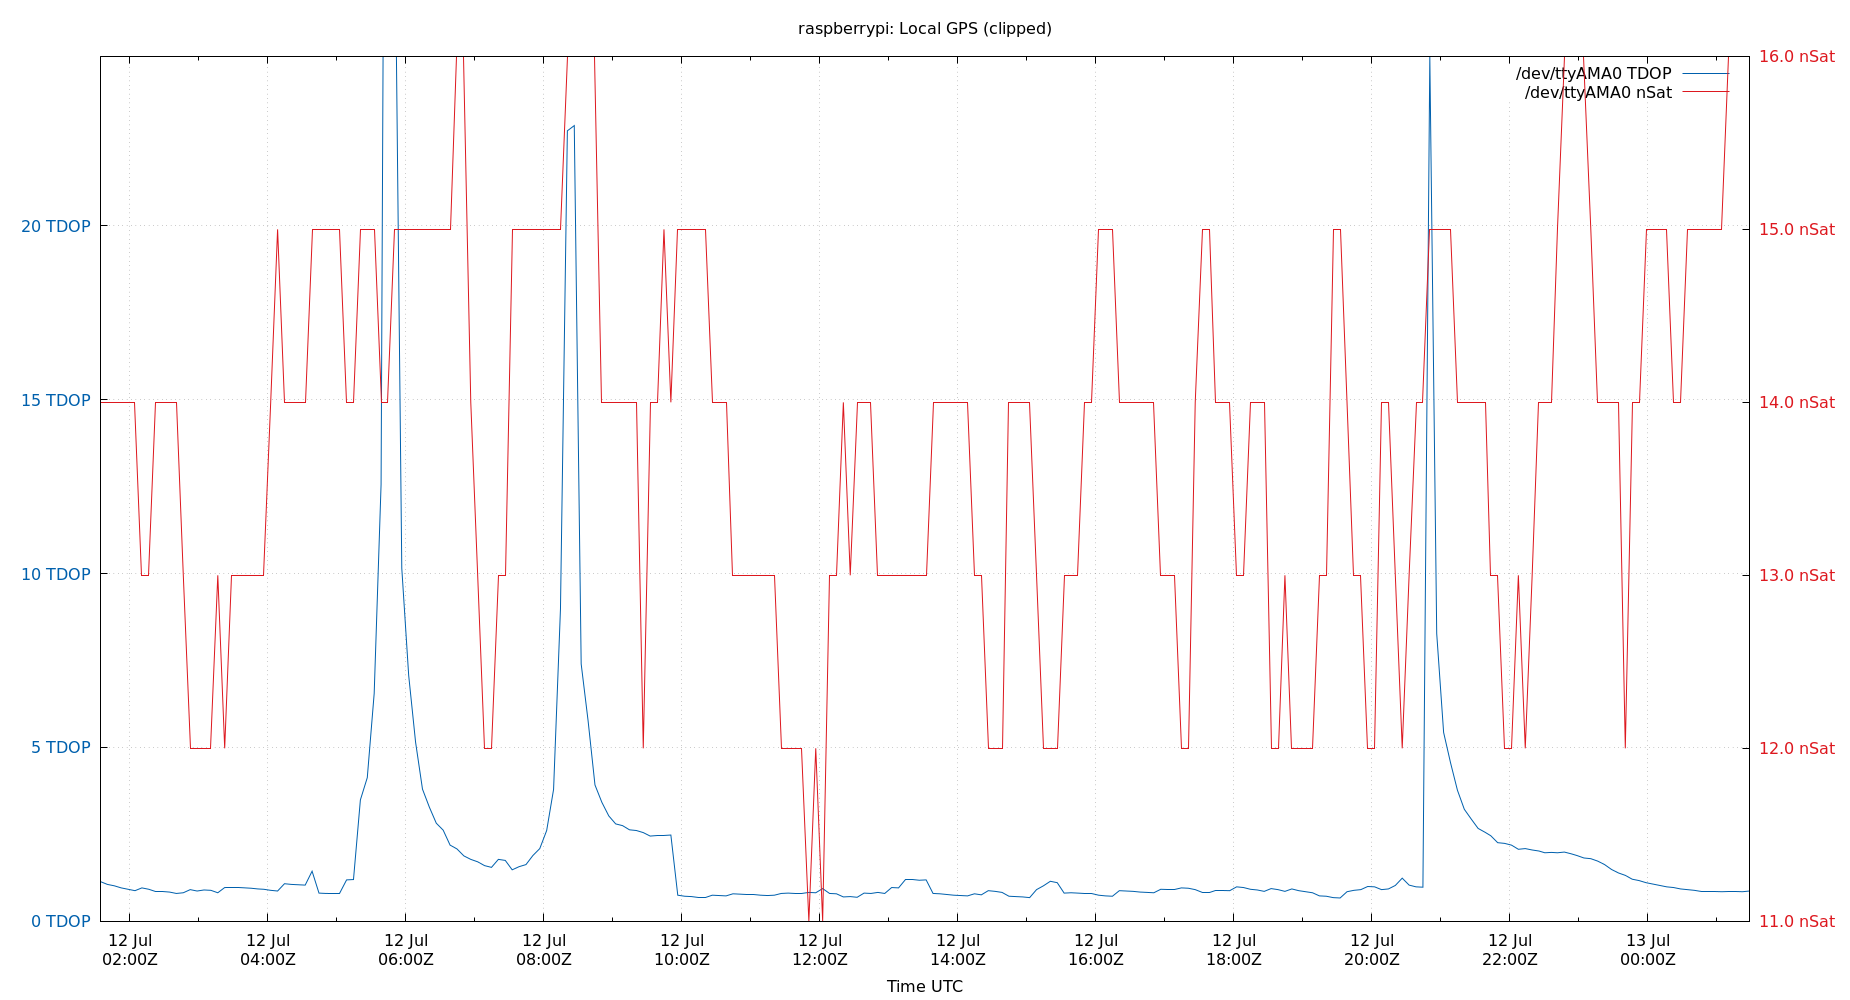 raspberrypi: Local GPS (clipped)
/dev/ttyAMA0 TDOP
/dev/ttyAMA0 nSat
20 TDOP
15 TDOP
10 TDOP
5 TDOP
0 TDOP
16.0 nSat
15.0 nSat
14.0 nSat
13.0 nSat
12.0 nSat
11.0 nSat
12 Jul 12 Jul 12 Jul 12 Jul 12 Jul 12 Jul 12 Jul 12 Jul 12 Jul 12 Jul 12 Jul 13 Jul
02:00Z 04:00Z 06:00Z 08:00Z 10:00Z 12:00Z 14:00Z 16:00Z 18:00Z 20:00Z 22:00Z 00:00Z
Time UTC